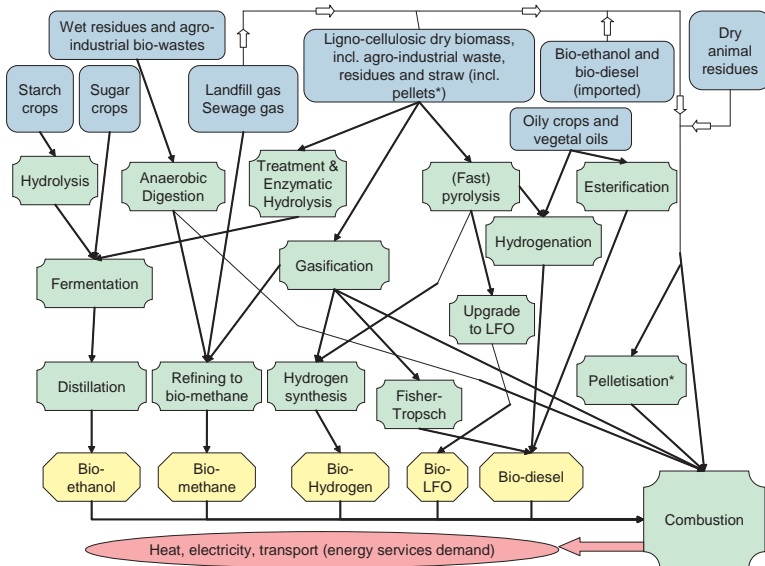 Wet residues and agro-
industrial bio-wastes
Ligno-cellulosic dry biomass,
incl. agro-industrial waste,
residues and straw (incl.
pellets*)
Bio-ethanol and
bio-diesel
(imported)
Dry
animal
residues
Starch
crops
Sugar
crops
Landfill gas
Sewage gas
Oily crops and
vegetal oils
Hydrolysis
Anaerobic
Digestion
Treatment &
Enzymatic
Hydrolysis
(Fast)
pyrolysis
Esterification
Hydrogenation
Fermentation
Gasification
Upgrade
to LFO
Distillation
Refining to
bio-methane
Hydrogen
synthesis
Fisher-
Tropsch
Pelletisation*
Bio-
ethanol
Bio-
methane
Bio-
Hydrogen
Bio-
LFO
Bio-diesel
Combustion
Heat, electricity, transport (energy services demand)